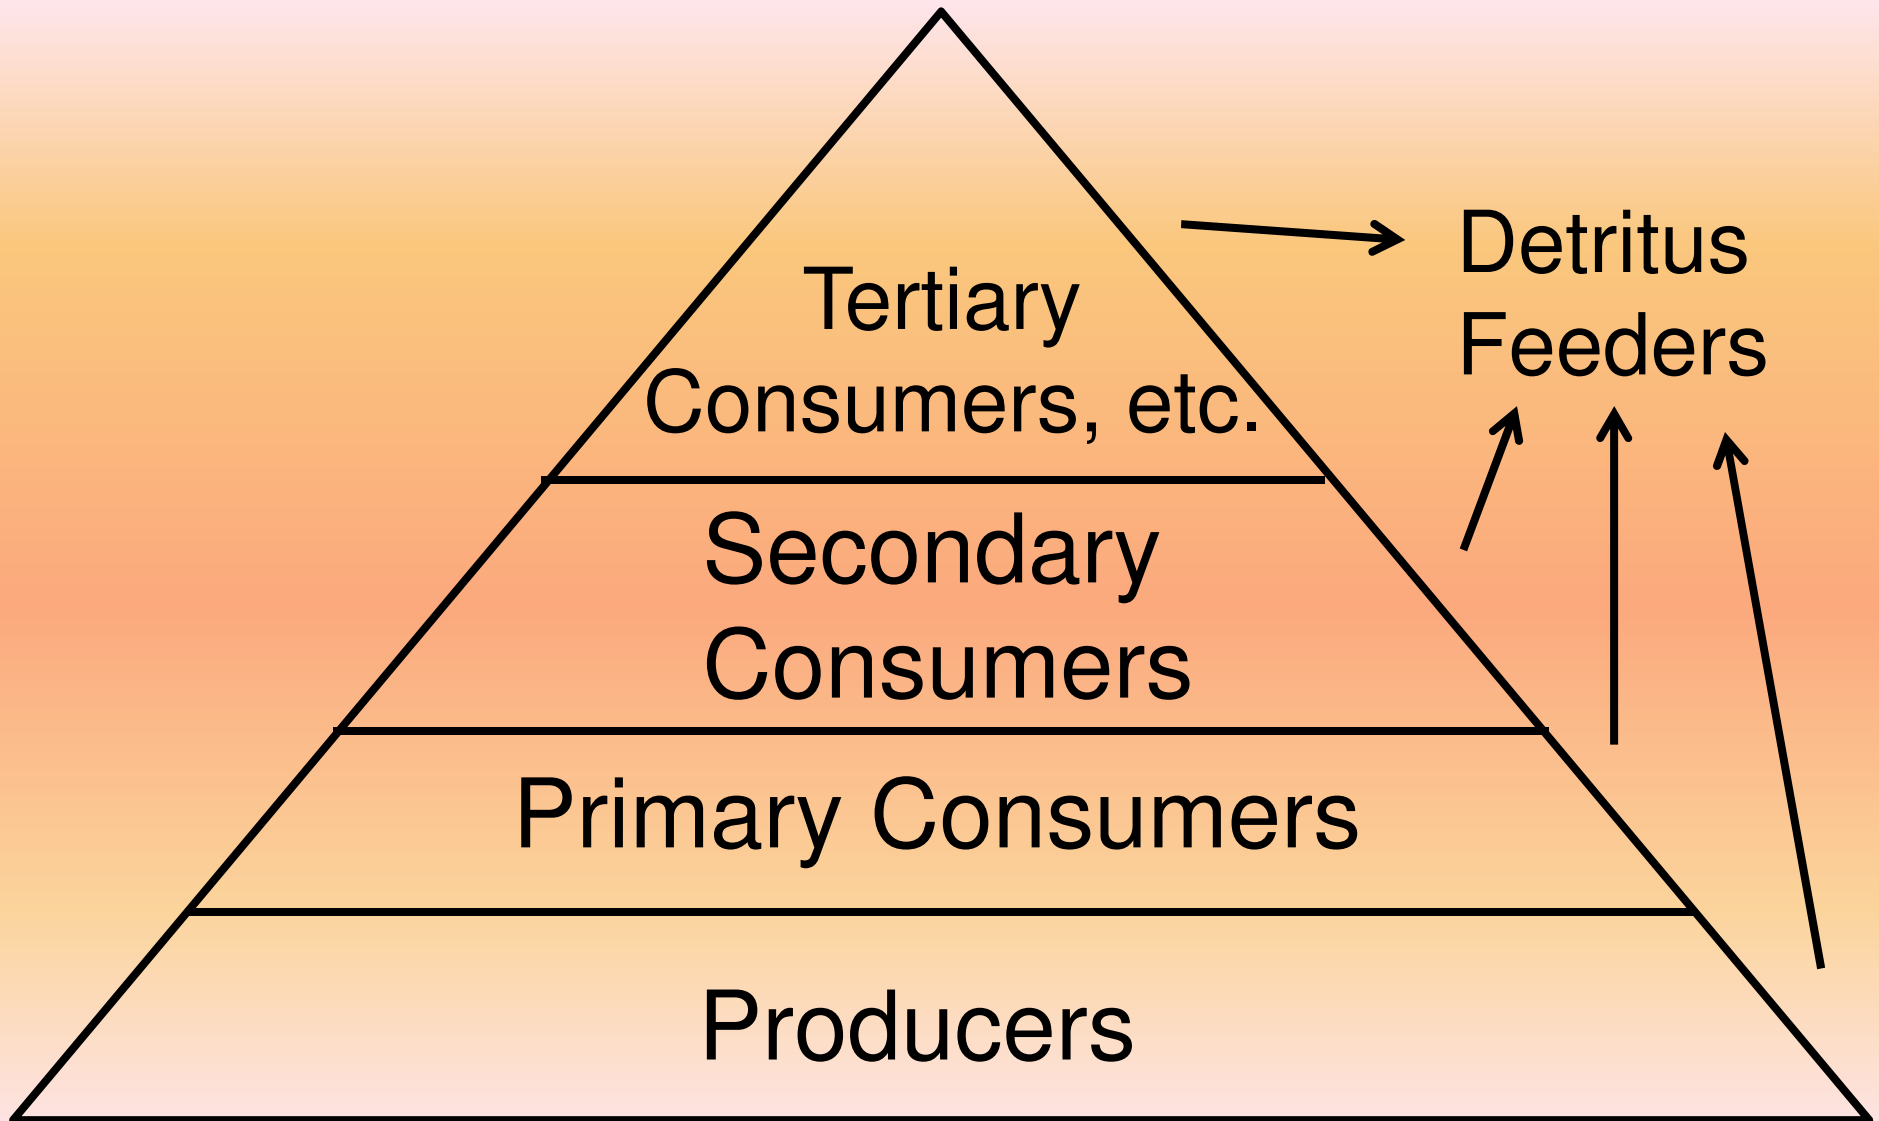 Tertiary
Consumers, etc.
Detritus
Feeders
Secondary
Consumers
Primary Consumers
Producers